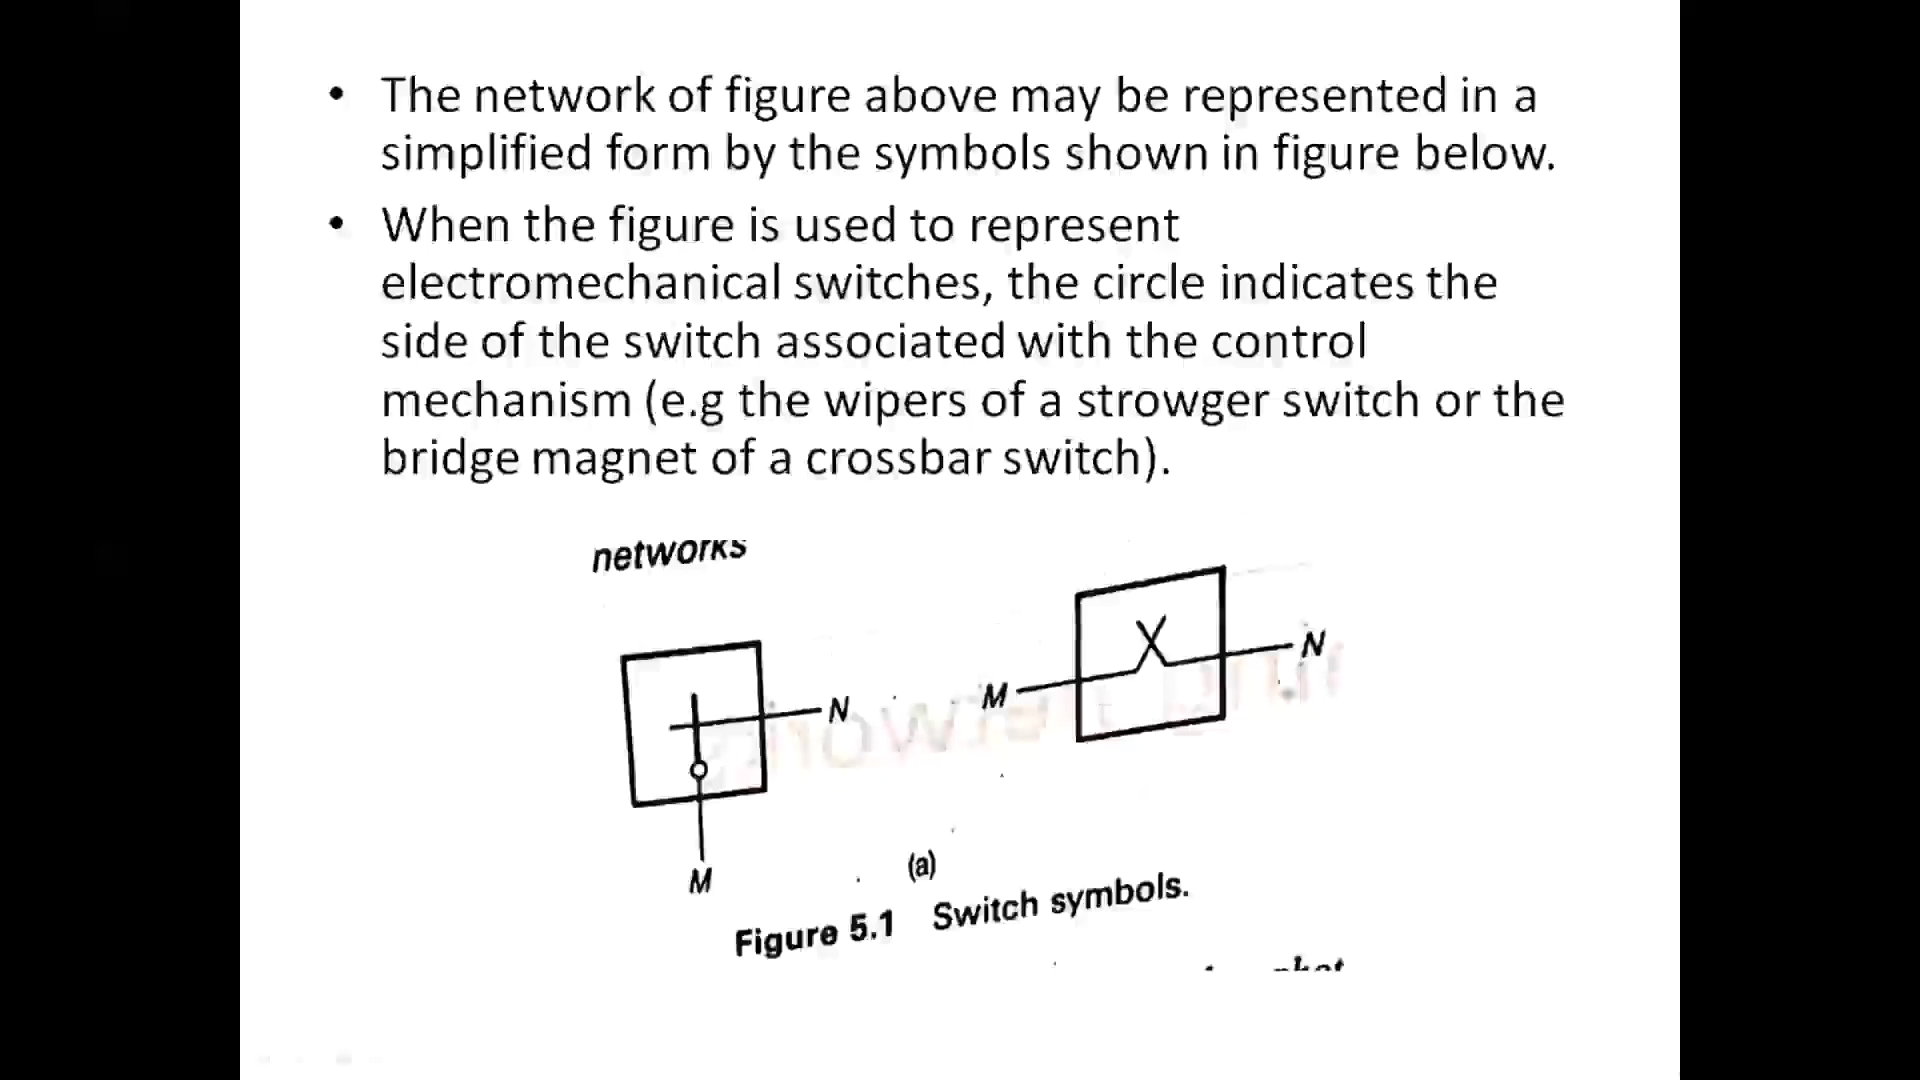 • The network of figure above may be represented in a
simplified form by the symbols shown in figure below.
• When the figure is used to represent
electromechanical switches, the circle indicates the
side of the switch associated with the control
mechanism (e.g the wipers of a strowger switch or the
bridge magnet of a crossbar switch).
networks
N
M
M
N
(a)
Figure 5.1 Switch symbols.